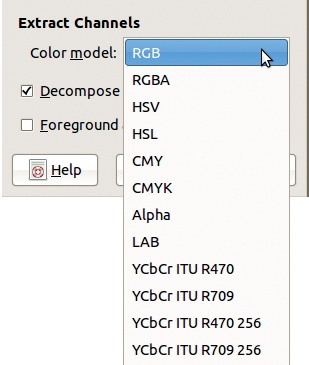 Extract Channels
Color model: RGB
RGBA
Decompose
HSV
HSL
Foreground
CMY
Help
CMYK
Alpha
LAB
YCbCr ITU R470
YCbCr ITU R709
YCbCr ITU R470 256
YCbCr ITU R709 256